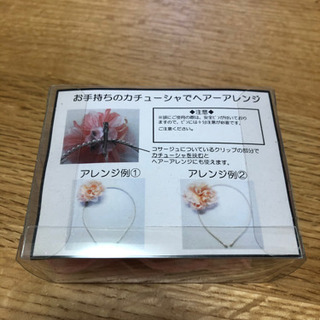 お手持ちのカチューシャでヘアーアレンジ
◆注意◆
ご注意ください。
コサージュについているクリップの部分で
カチューシャを挟むと
ヘアーアレンジにも使えます。
アレンジ例①
アレンジ例②